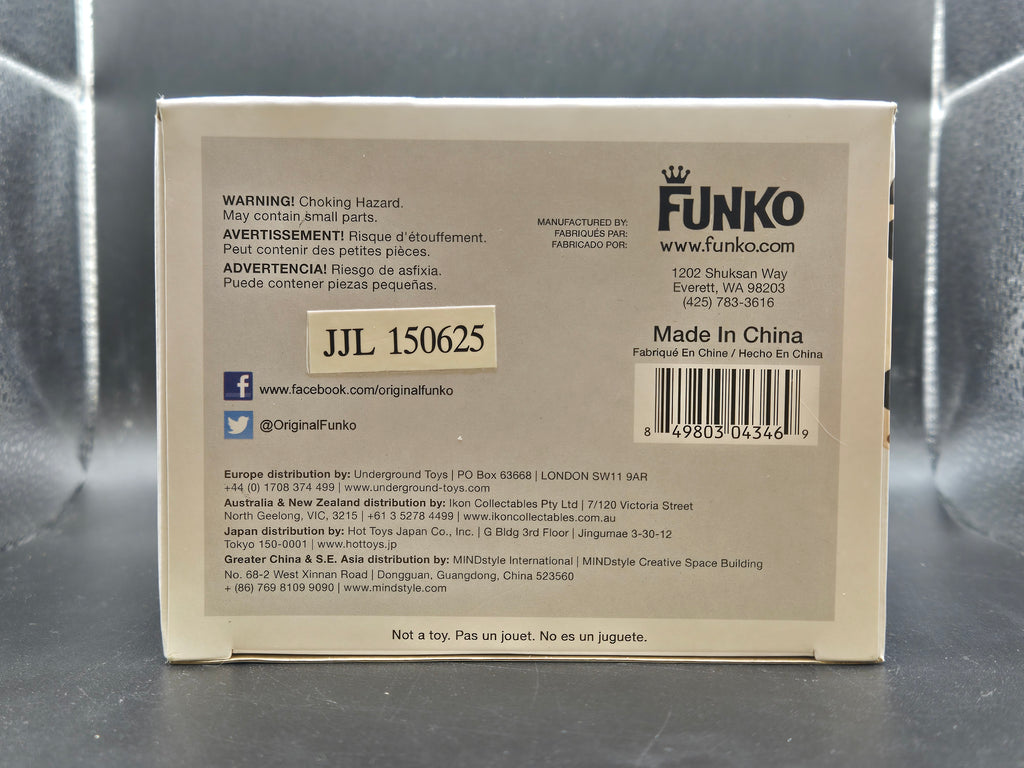 WARNING! Choking Hazard.
May contain small parts.
AVERTISSEMENT! Risque d'étouffement.
Peut contenir des petites pièces.
ADVERTENCIA! Riesgo de asfixia.
Puede contener piezas pequeñas.
MANUFACTURED BY:
FABRIQUÉS PAR:
FABRICADO POR:
FUNKO
www.funko.com
1202 Shuksan Way
Everett, WA 98203
(425) 783-3616
Made In China
Fabriqué En Chine / Hecho En China
JJL 150625
f www.facebook.com/originalfunko
@OriginalFunko
8 49803 04346 9
Europe distribution by: Underground Toys | PO Box 63668 | LONDON SW11 9AR
+44 (0) 1708 374 499 | www.underground-toys.com
Australia & New Zealand distribution by: Ikon Collectables Pty Ltd | 7/120 Victoria Street
North Geelong, VIC, 3215 | +61 3 5278 4499 | www.ikoncollectables.com.au
Japan distribution by: Hot Toys Japan Co., Inc. | G Bldg 3rd Floor | Jingumae 3-30-12
Tokyo 150-0001 | www.hottoys.jp
Greater China & S.E. Asia distribution by: MINDstyle International | MINDstyle Creative Space Building
No. 68-2 West Xinnan Road | Dongguan, Guangdong, China 523560
+ (86) 769 8109 9090 | www.mindstyle.com
Not a toy. Pas un jouet. No es un juguete.